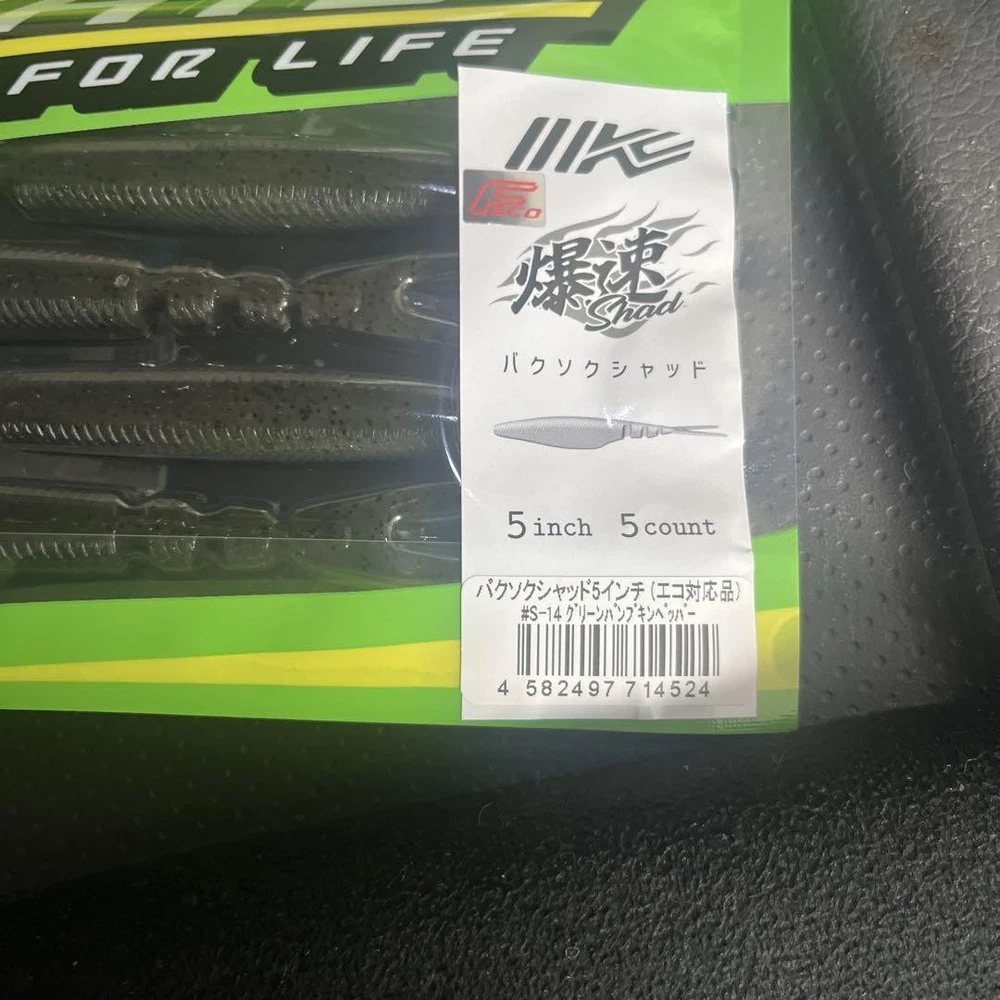 FOR LIFE
FECO
爆速
Shad
バクソクシャッド
5inch 5count
バクソクシャッド5インチ(エコ対応品)
#S-14 グリーンパンプキンペッパー
4 582497 714524